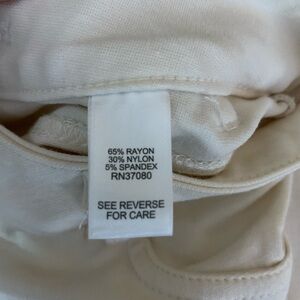 65% RAYON
30% NYLON
5% SPANDEX
RN37080
SEE REVERSE
FOR CARE